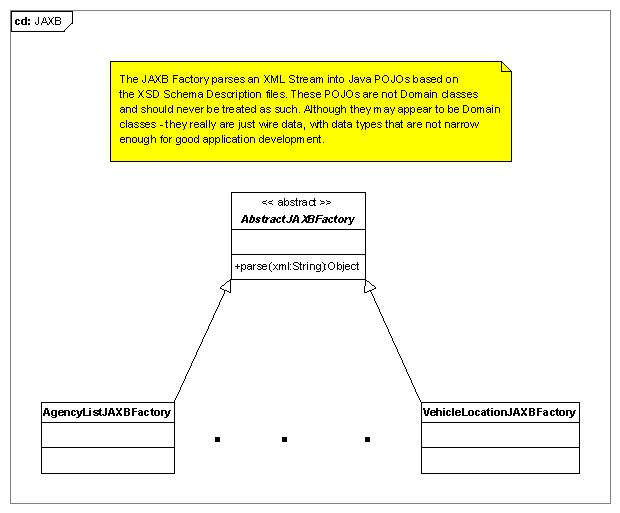 cd: JAXB
The JAXB Factory parses an XML Stream into Java POJOs based on
the XSD Schema Description files. These POJOs are not Domain classes
and should never be treated as such. Although they may appear to be Domain
classes - they really are just wire data, with data types that are not narrow
enough for good application development.
<< abstract >>
AbstractJAXBFactory
+parse(xml:String):Object
AgencyListJAXBFactory
VehicleLocationJAXBFactory